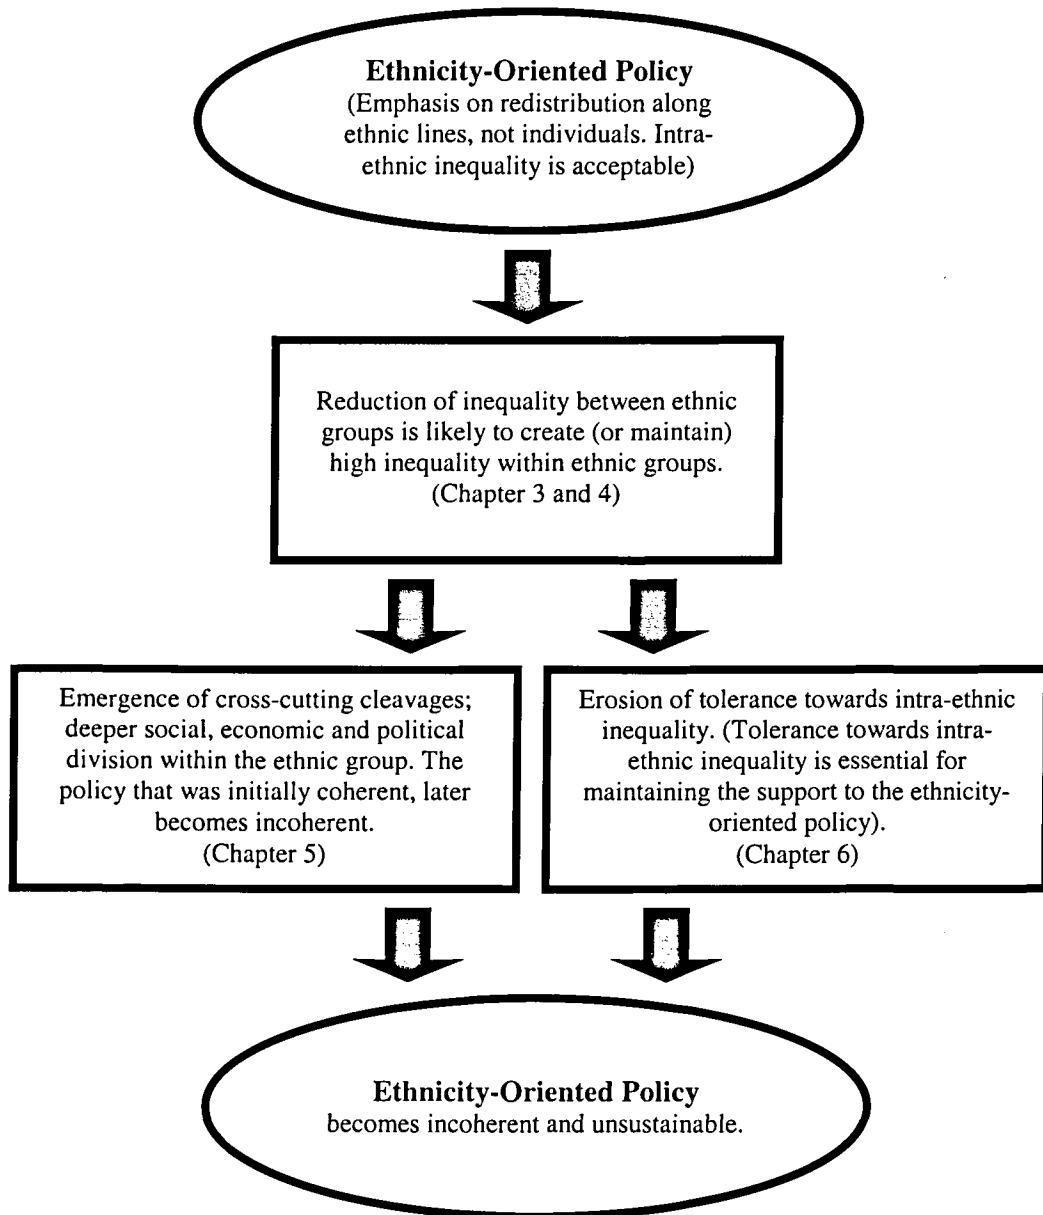 Ethnicity-Oriented Policy
(Emphasis on redistribution along
ethnic lines, not individuals. Intra-
ethnic inequality is acceptable)
Reduction of inequality between ethnic
groups is likely to create (or maintain)
high inequality within ethnic groups.
(Chapter 3 and 4)
Emergence of cross-cutting cleavages;
deeper social, economic and political
division within the ethnic group. The
policy that was initially coherent, later
becomes incoherent.
(Chapter 5)
Erosion of tolerance towards intra-ethnic
inequality. (Tolerance towards intra-
ethnic inequality is essential for
maintaining the support to the ethnicity-
oriented policy).
(Chapter 6)
Ethnicity-Oriented Policy
becomes incoherent and unsustainable.